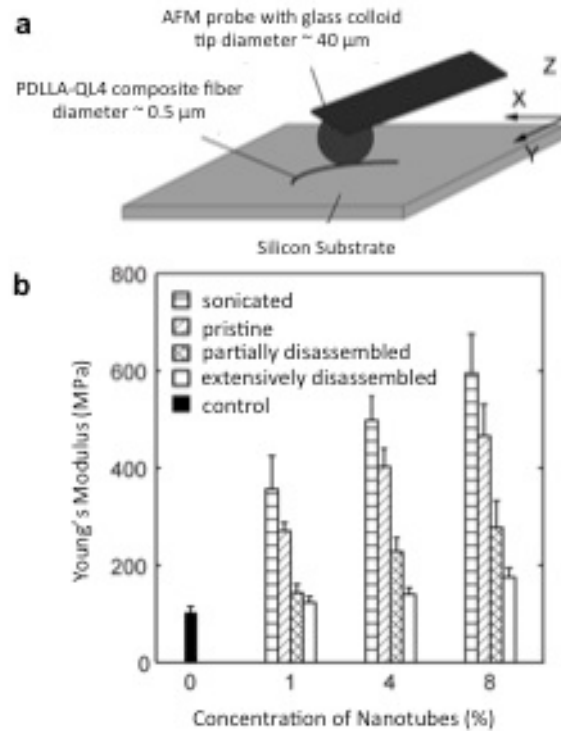 a
AFM probe with glass colloid
tip diameter ~ 40 μm
PDLLA-QL4 composite fiber
diameter ~ 0.5 μm
Z
X
Y
Silicon Substrate
b
800
600
400
200
0
Young's Modulus (MPa)
sonicated
pristine
partially disassembled
extensively disassembled
control
0 1 4 8
Concentration of Nanotubes (%)